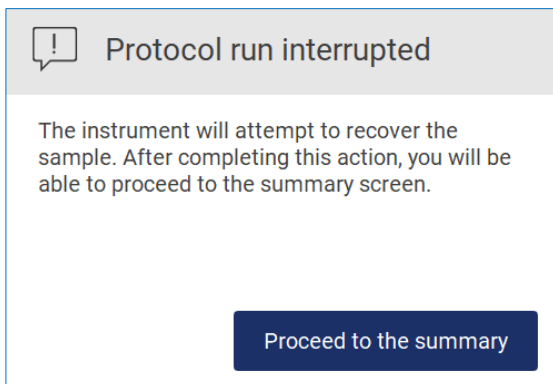 Protocol run interrupted
The instrument will attempt to recover the
sample. After completing this action, you will be
able to proceed to the summary screen.
Proceed to the summary